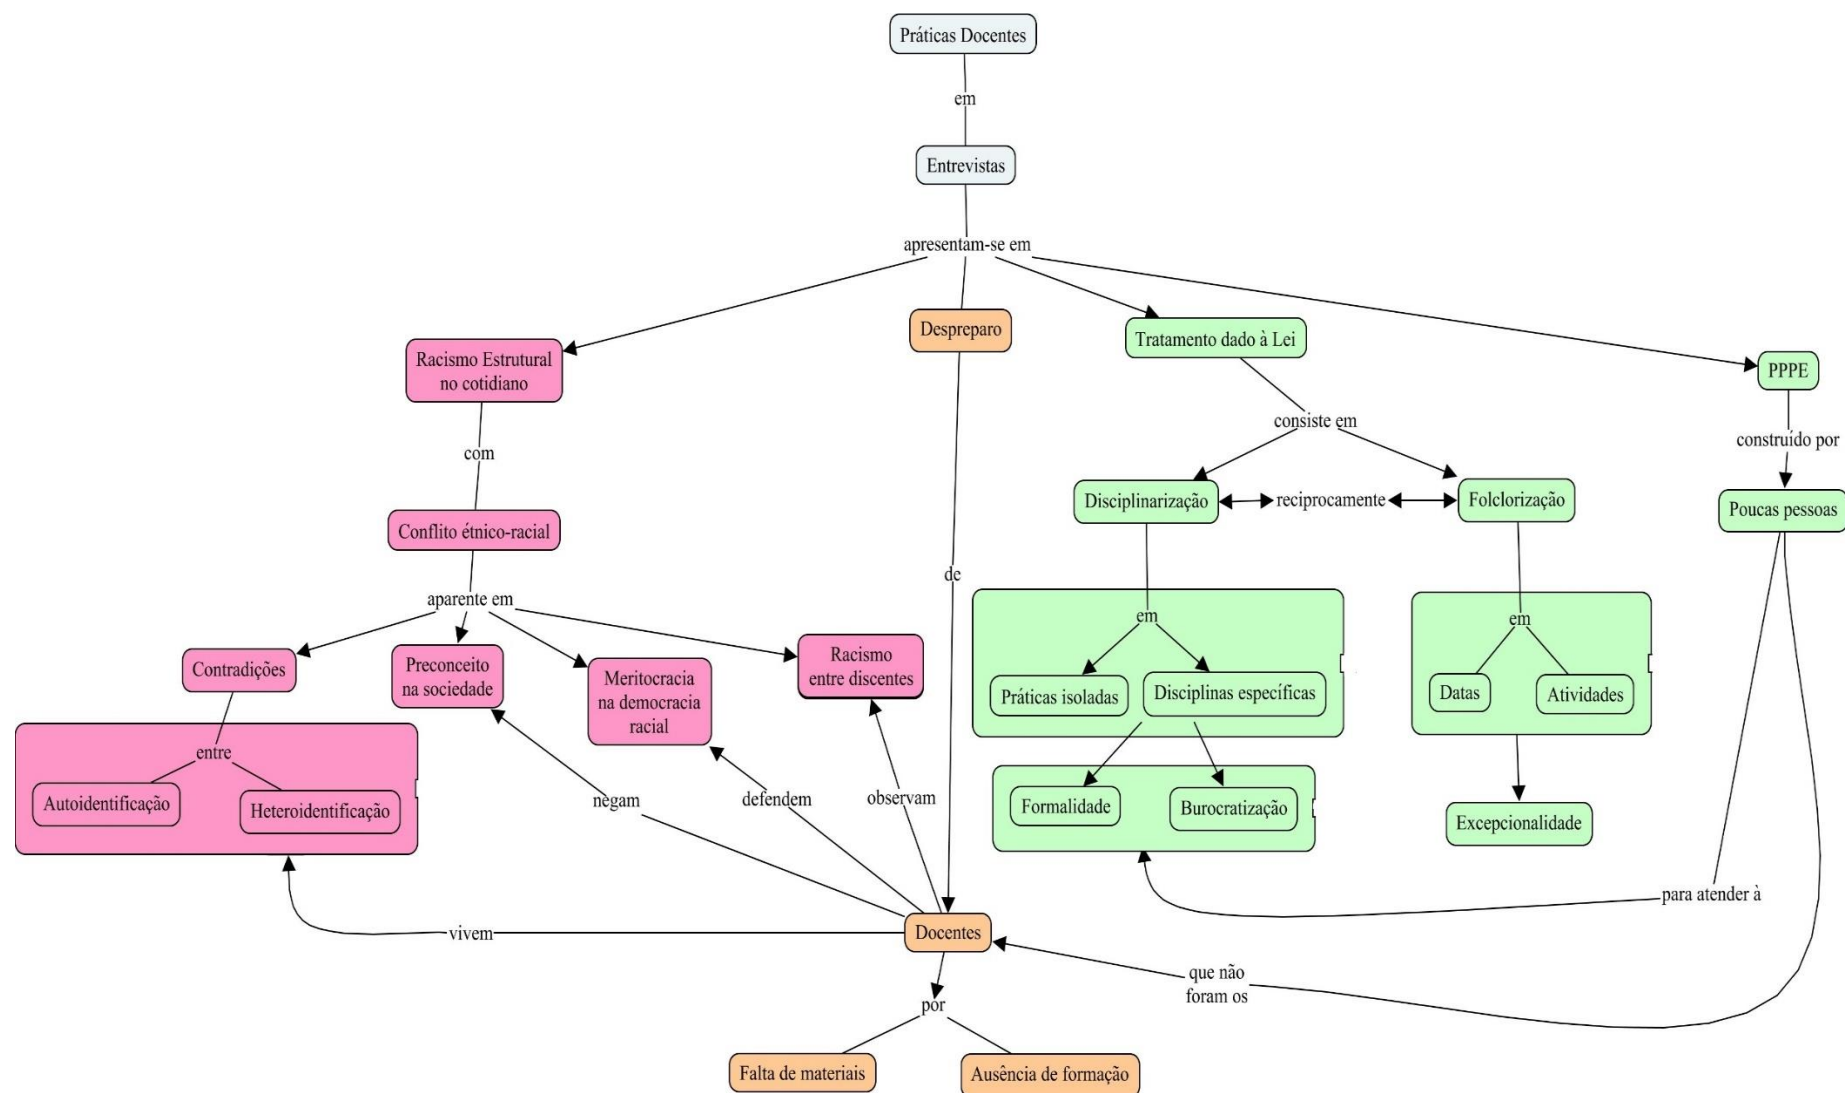 Práticas Docentes
em
Entrevistas
apresentam-se em
Despreparo
Tratamento dado à Lei
Racismo Estrutural
no cotidiano
PPPE
consiste em
construído por
com
Disciplinarização
reciprocamente
Folclorização
Poucas pessoas
Conflito étnico-racial
de
aparente em
em
em
Contradições
Preconceito
na sociedade
Meritocracia
na democracia
racial
Racismo
entre discentes
Práticas isoladas
Disciplinas específicas
Datas
Atividades
entre
Autoidentificação
Heteroidentificação
negam
defendem
observam
Formalidade
Burocratização
Excepcionalidade
para atender à
vivem
Docentes
que não
foram os
por
Falta de materiais
Ausência de formação